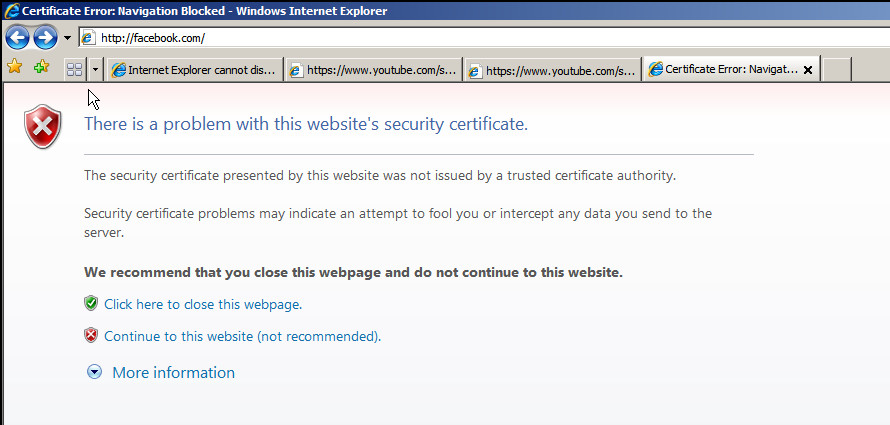 Certificate Error: Navigation Blocked - Windows Internet Explorer
http://facebook.com/
Internet Explorer cannot dis... https://www.youtube.com/s... https://www.youtube.com/s... Certificate Error: Navigat...
There is a problem with this website's security certificate.
The security certificate presented by this website was not issued by a trusted certificate authority.
Security certificate problems may indicate an attempt to fool you or intercept any data you send to the
server.
We recommend that you close this webpage and do not continue to this website.
Click here to close this webpage.
Continue to this website (not recommended).
More information